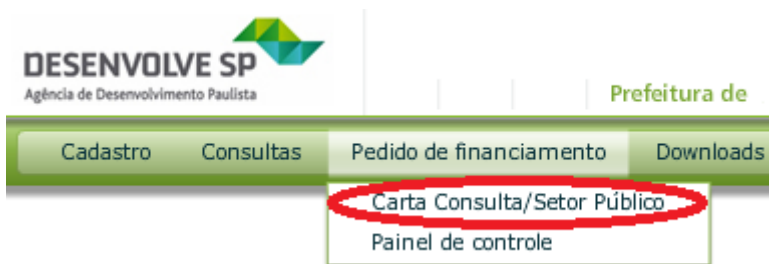 DESENVOLVE SP
Agência de Desenvolvimento Paulista
Prefeitura de
Cadastro Consultas Pedido de financiamento Downloads
Carta Consulta/Setor Público
Painel de controle